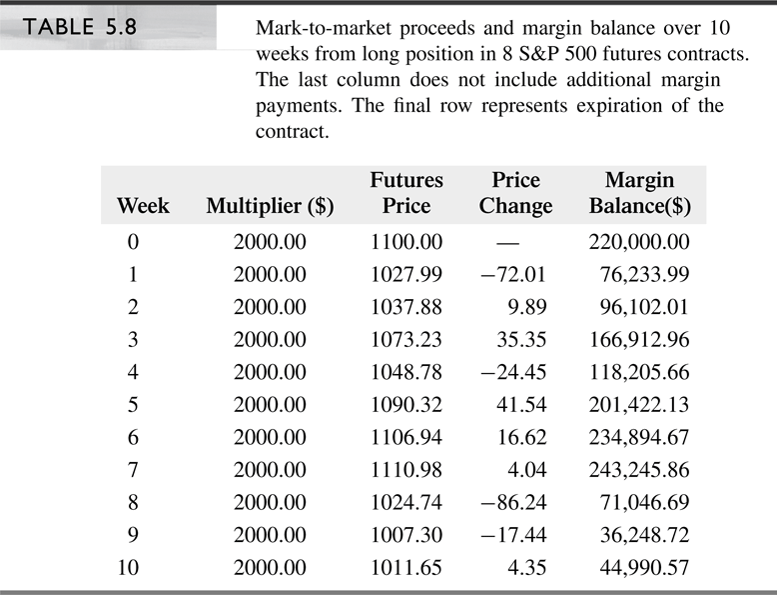 TABLE 5.8
Mark-to-market proceeds and margin balance over 10
weeks from long position in 8 S&P 500 futures contracts.
The last column does not include additional margin
payments. The final row represents expiration of the
contract.
Futures Price Margin
Week Multiplier ($) Price Change Balance($)
0 2000.00 1100.00 — 220,000.00
1 2000.00 1027.99 −72.01 76,233.99
2 2000.00 1037.88 9.89 96,102.01
3 2000.00 1073.23 35.35 166,912.96
4 2000.00 1048.78 −24.45 118,205.66
5 2000.00 1090.32 41.54 201,422.13
6 2000.00 1106.94 16.62 234,894.67
7 2000.00 1110.98 4.04 243,245.86
8 2000.00 1024.74 −86.24 71,046.69
9 2000.00 1007.30 −17.44 36,248.72
10 2000.00 1011.65 4.35 44,990.57